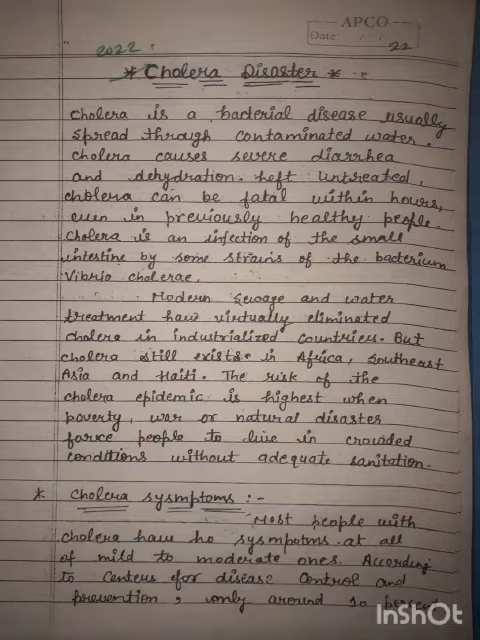 APCO
Date: / /
22
2022 :
* Cholera Disaster * -:
Cholera is a bacterial disease usually
spread through contaminated water.
cholera causes severe diarrhea
and dehydration. heft untreated,
cholera can be fatal within hours,
even in previously healthy people.
Cholera is an infection of the small
intestine by some strains of the bacterium
Vibrio cholerae.
Modern Sewage and water
treatment have virtually eliminated
cholera in industrialized countries. But
cholera still exists in Africa, Southeast
Asia and Haiti. The risk of the
cholera epidemic is highest when
poverty, war or natural disaster
force people to live in crowded
conditions without adequate sanitation.
* Cholera sysmptoms :-
Most people with
cholera have no sysmpotms at all
of mild to moderate ones. According
to Centers for disease Control and
prevention, only around 10 percent
InShot